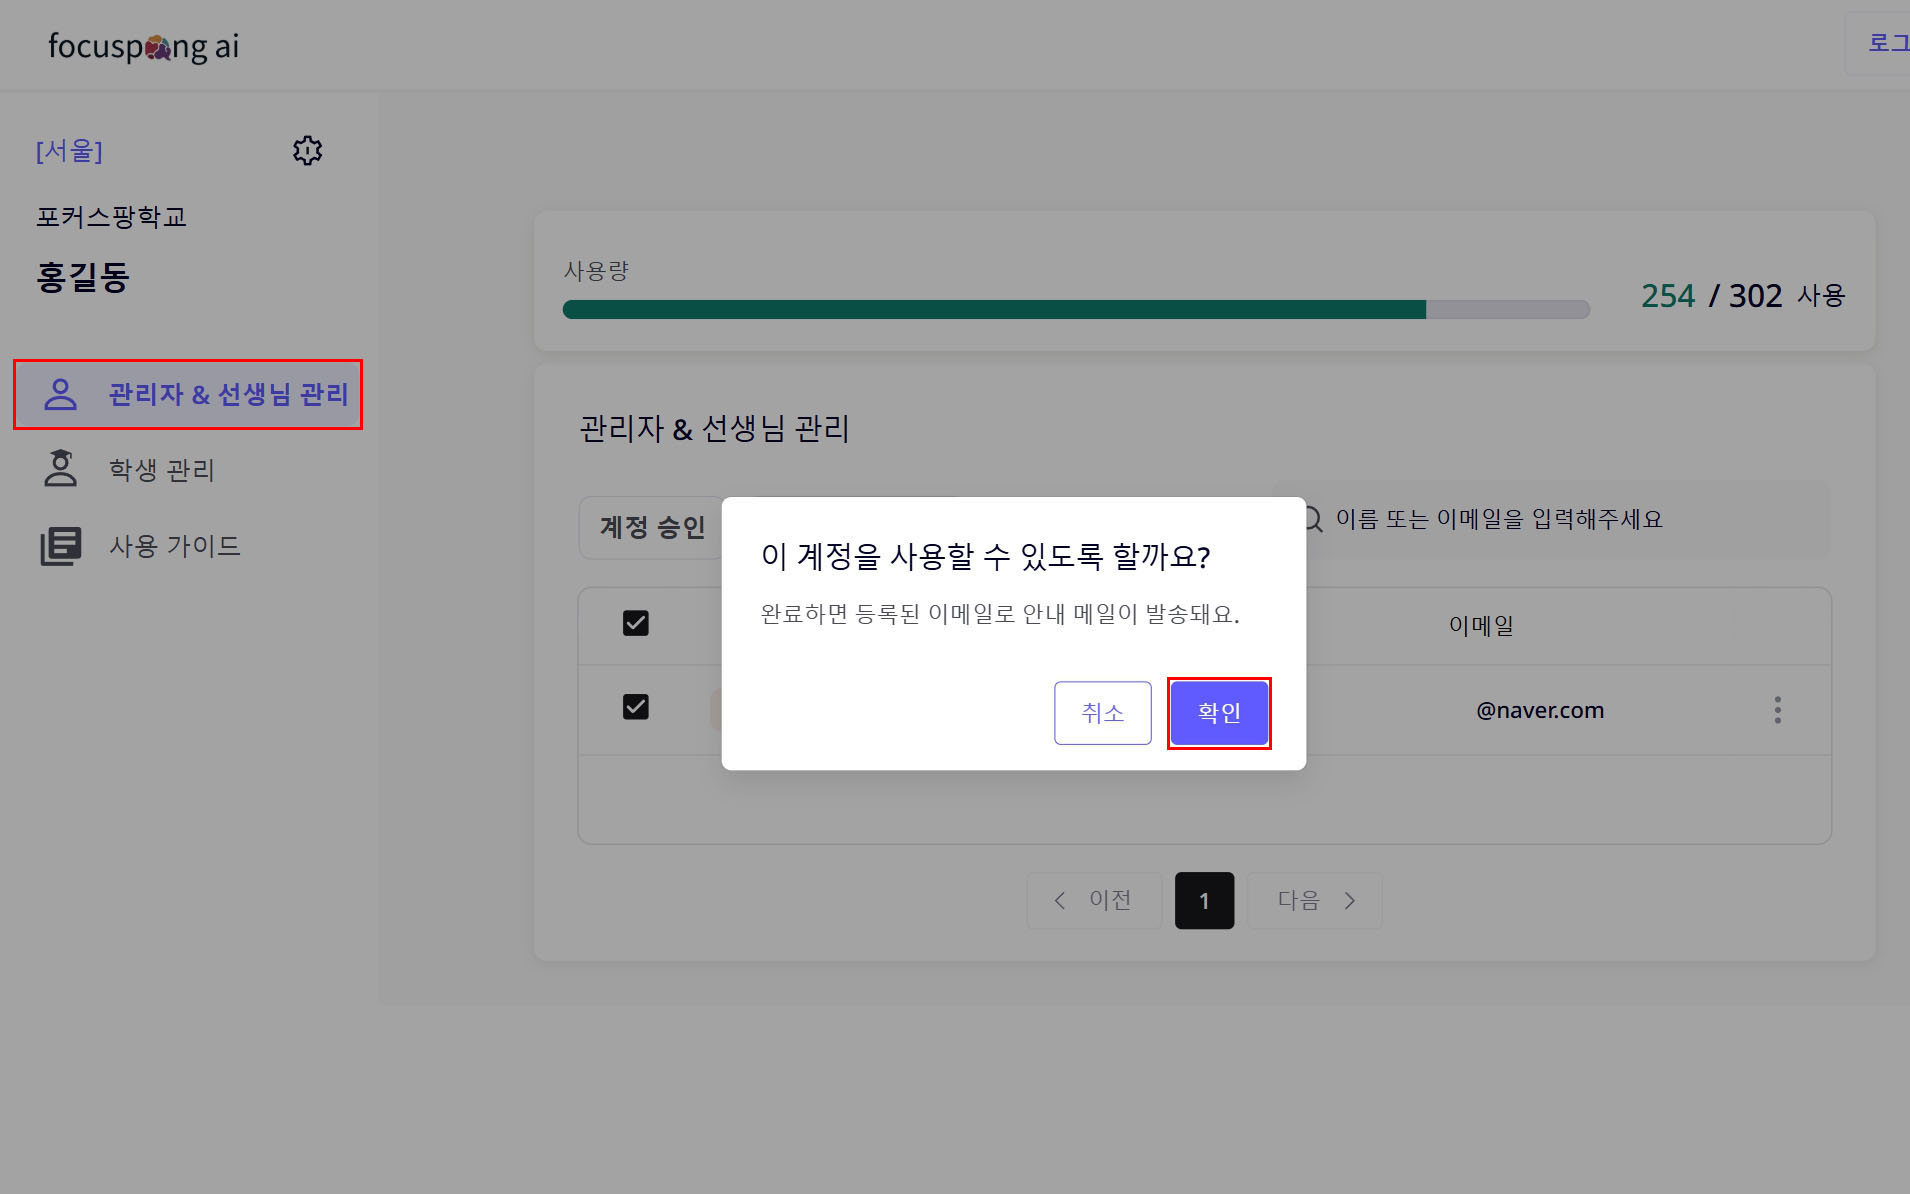 focuspang ai
로그
[서울]
포커스팡학교
홍길동
관리자 & 선생님 관리
학생 관리
사용 가이드
사용량
254 / 302 사용
관리자 & 선생님 관리
계정 승인
이름 또는 이메일을 입력해주세요
이 계정을 사용할 수 있도록 할까요?
완료하면 등록된 이메일로 안내 메일이 발송돼요.
취소
확인
이메일
@naver.com
이전
1
다음